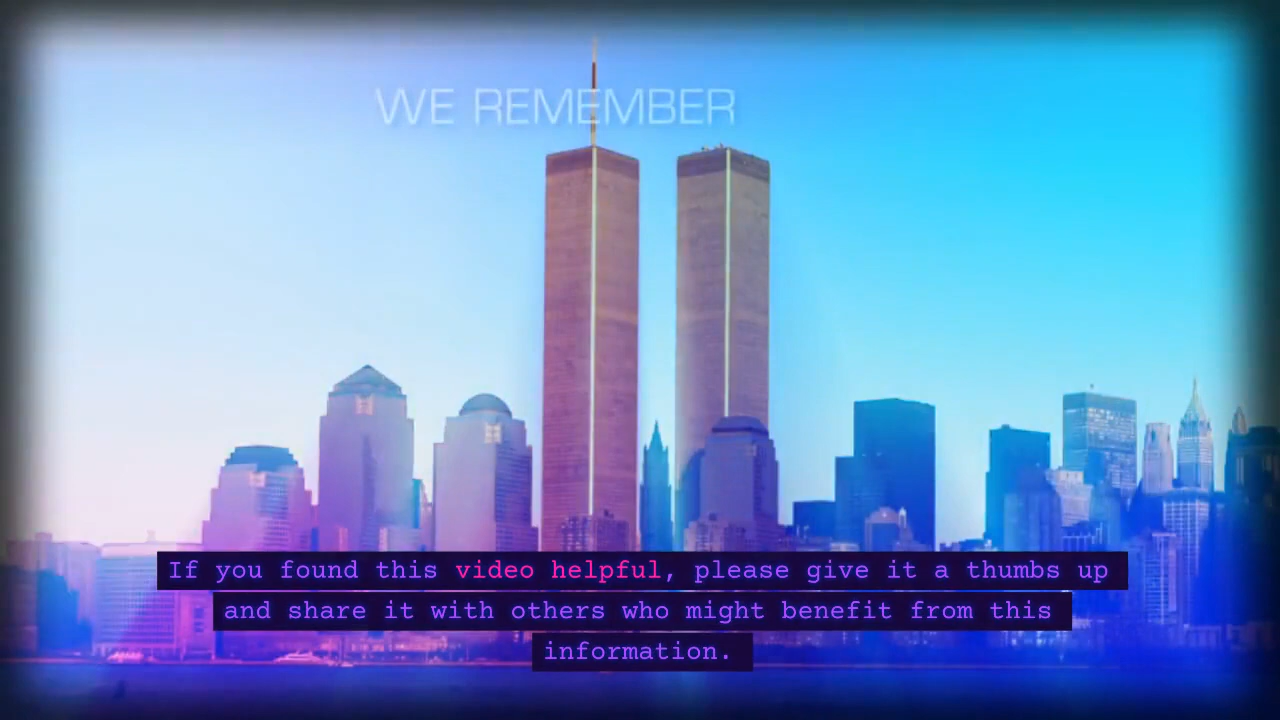 WE REMEMBER
If you found this video helpful, please give it a thumbs up
and share it with others who might benefit from this
information.